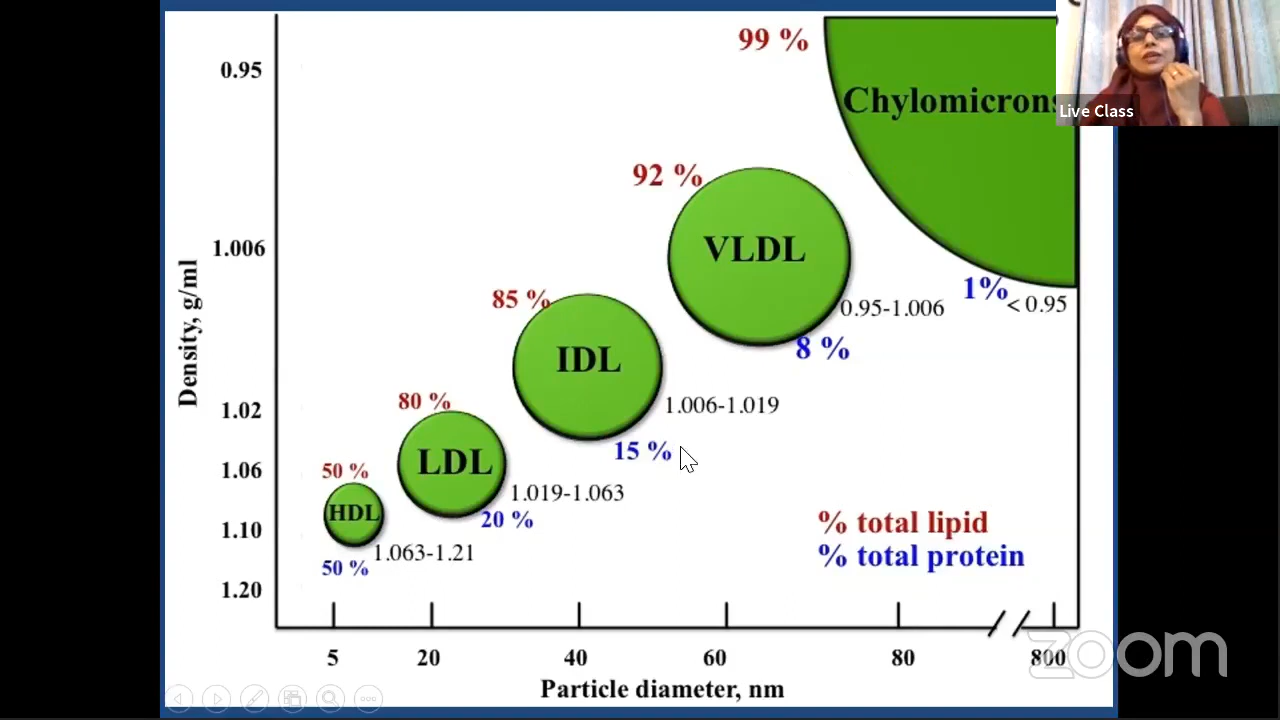 99 %
0.95
Chylomicrons
Live Class
92 %
1.006
VLDL
Density, g/ml
1%
< 0.95
85 %
0.95-1.006
8 %
IDL
1.02
80 %
1.006-1.019
15 %
1.06
50 %
LDL
1.019-1.063
20 %
HDL
1.10
1.063-1.21
50 %
% total lipid
% total protein
1.20
5 20 40 60 80 800
Particle diameter, nm
zoom